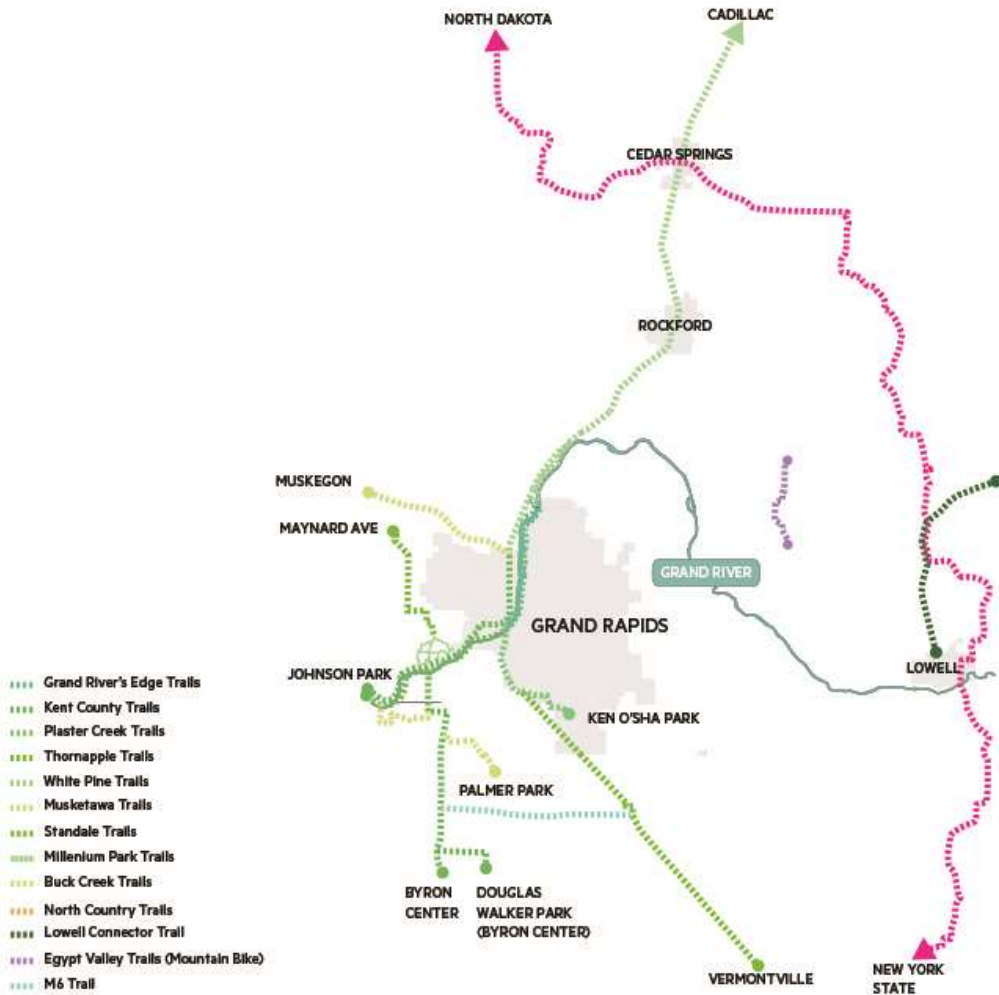 NORTH DAKOTA
CADILLAC
CEDAR SPRINGS
ROCKFORD
MUSKEGON
MAYNARD AVE
GRAND RIVER
GRAND RAPIDS
JOHNSON PARK
LOWELL
KEN O'SHA PARK
PALMER PARK
BYRON
CENTER
DOUGLAS
WALKER PARK
(BYRON CENTER)
VERMONTVILLE
NEW YORK
STATE
Grand River's Edge Trails
Kent County Trails
Plaster Creek Trails
Thornapple Trails
White Pine Trails
Musketawa Trails
Standale Trails
Millenium Park Trails
Buck Creek Trails
North Country Trails
Lowell Connector Trail
Egypt Valley Trails (Mountain Bike)
M6 Trail